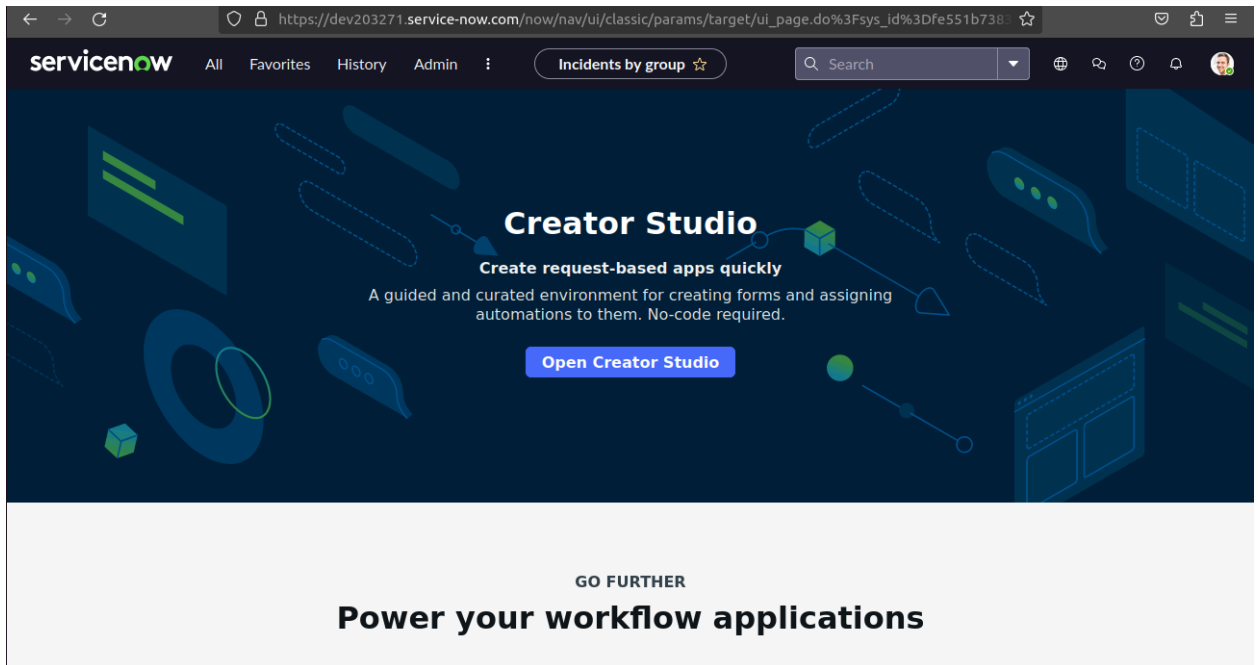 https://dev203271.service-now.com/now/nav/ui/classic/params/target/ui_page.do%3Fsys_id%3Dfe551b7383
servicenow All Favorites History Admin Incidents by group Search
Creator Studio
Create request-based apps quickly
A guided and curated environment for creating forms and assigning
automations to them. No-code required.
Open Creator Studio
GO FURTHER
Power your workflow applications